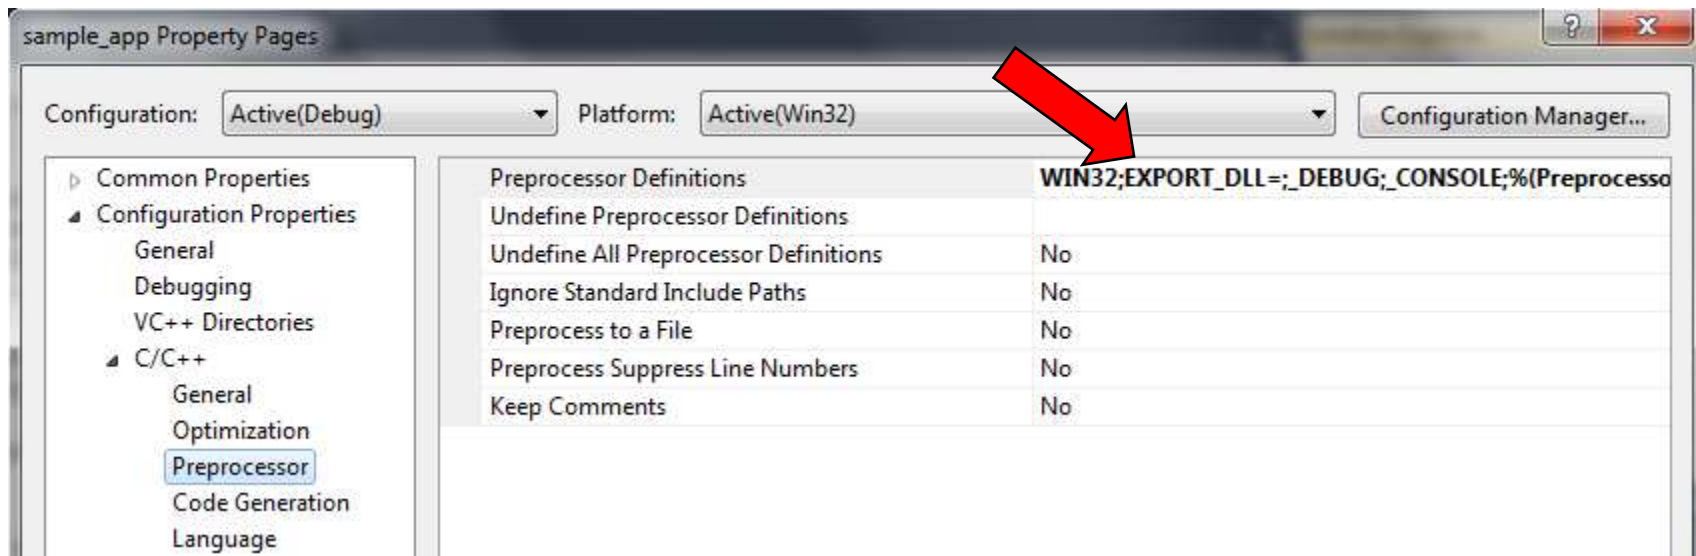 sample_app Property Pages
Configuration: Active(Debug) Platform: Active(Win32) Configuration Manager...
Common Properties
Configuration Properties
General
Debugging
VC++ Directories
C/C++
General
Optimization
Preprocessor
Code Generation
Language
Preprocessor Definitions WIN32;EXPORT_DLL=;_DEBUG;_CONSOLE;%(Preprocesso
Undefine Preprocessor Definitions
Undefine All Preprocessor Definitions No
Ignore Standard Include Paths No
Preprocess to a File No
Preprocess Suppress Line Numbers No
Keep Comments No